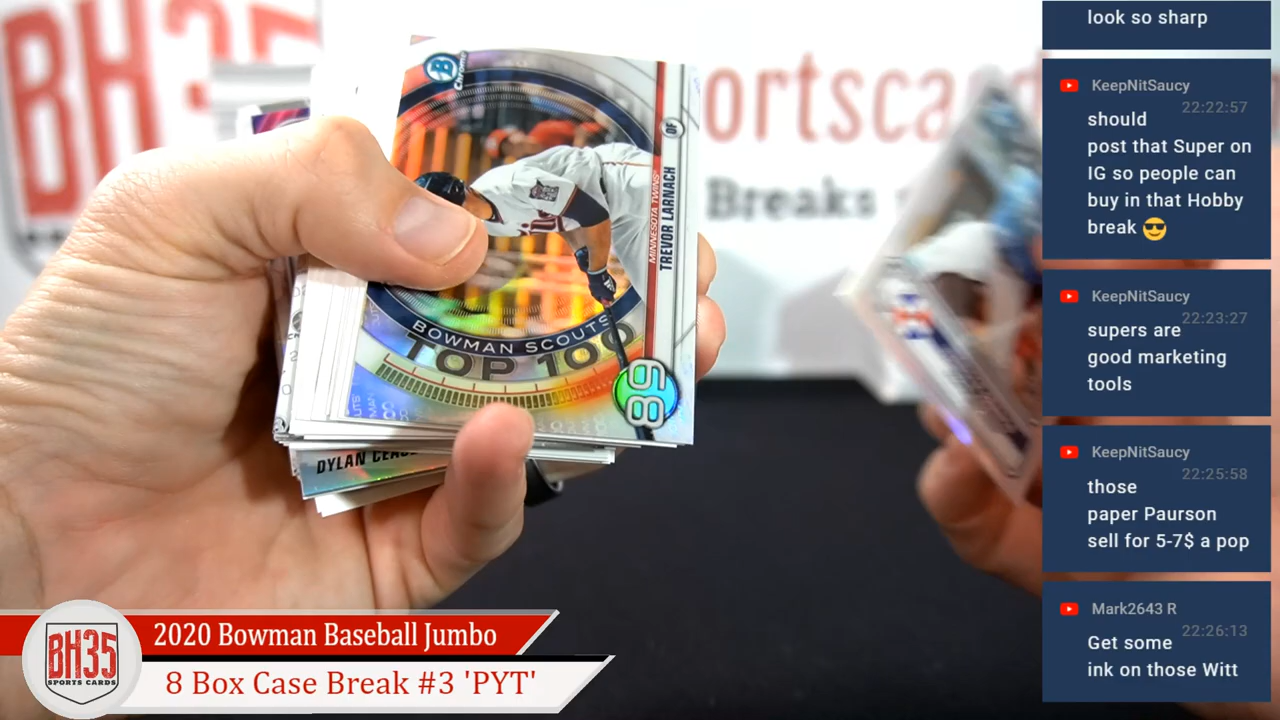 BH
ortscar
Breaks
B
Chrome
OF
MINNESOTA TWINS
TREVOR LARNACH
BOWMAN SCOUTS'
TOP 100
89
DYLAN CEAS
look so sharp
KeepNitSaucy
22:22:57
should
post that Super on
IG so people can
buy in that Hobby
break 😎
KeepNitSaucy
22:23:27
supers are
good marketing
tools
KeepNitSaucy
22:25:58
those
paper Paurson
sell for 5-7$ a pop
Mark2643 R
22:26:13
Get some
ink on those Witt
BH35
SPORTS CARDS
2020 Bowman Baseball Jumbo
8 Box Case Break #3 'PYT'